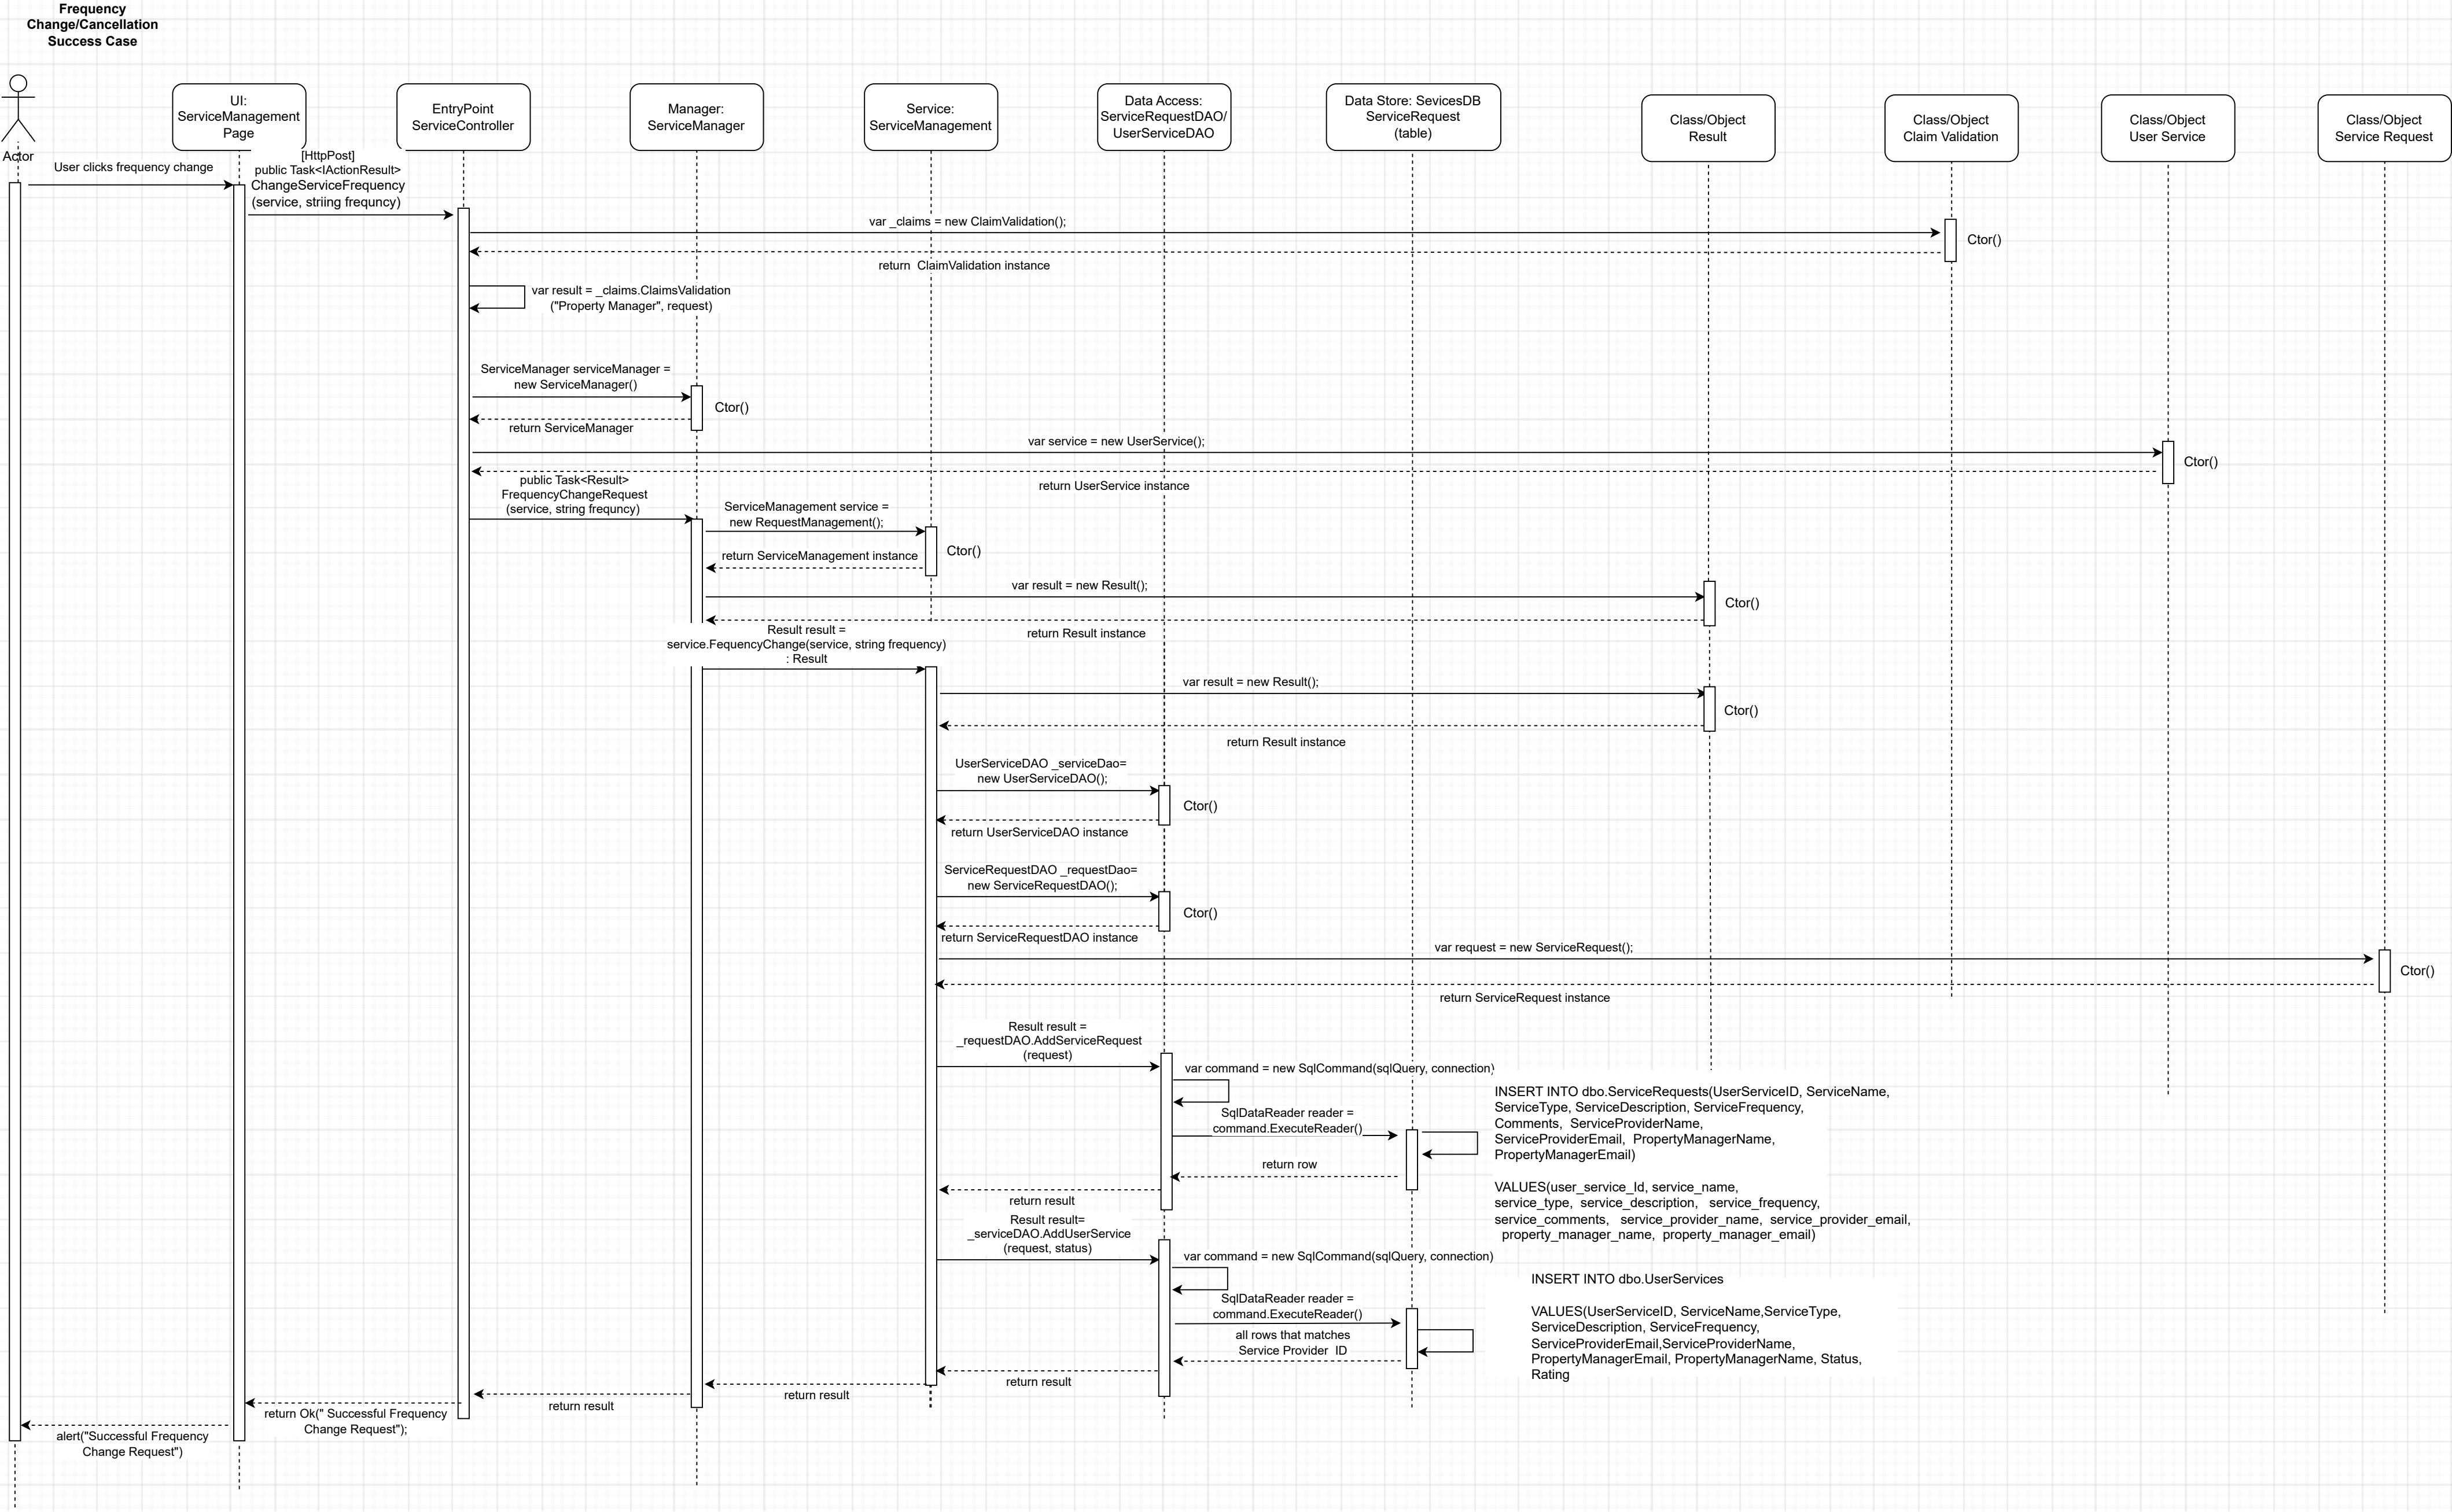 Frequency
Change/Cancellation
Success Case
Actor
UI:
ServiceManagement
Page
EntryPoint
ServiceController
Manager:
ServiceManager
Service:
ServiceManagement
Data Access:
ServiceRequestDAO/
UserServiceDAO
Data Store: SevicesDB
ServiceRequest
(table)
Class/Object
Result
Class/Object
Claim Validation
Class/Object
User Service
Class/Object
Service Request
User clicks frequency change
[HttpPost]
public Task<IActionResult>
ChangeServiceFrequency
(service, striing frequncy)
var _claims = new ClaimValidation();
Ctor()
return  ClaimValidation instance
var result = _claims.ClaimsValidation
("Property Manager", request)
ServiceManager serviceManager =
new ServiceManager()
Ctor()
return ServiceManager
var service = new UserService();
Ctor()
return UserService instance
public Task<Result>
FrequencyChangeRequest
(service, string frequncy)
ServiceManagement service =
new RequestManagement();
Ctor()
return ServiceManagement instance
var result = new Result();
Ctor()
return Result instance
Result result =
service.FequencyChange(service, string frequency)
: Result
var result = new Result();
Ctor()
return Result instance
UserServiceDAO _serviceDao=
new UserServiceDAO();
Ctor()
return UserServiceDAO instance
ServiceRequestDAO _requestDao=
new ServiceRequestDAO();
Ctor()
return ServiceRequestDAO instance
var request = new ServiceRequest();
Ctor()
return ServiceRequest instance
Result result =
_requestDAO.AddServiceRequest
(request)
var command = new SqlCommand(sqlQuery, connection)
SqlDataReader reader =
command.ExecuteReader()
INSERT INTO dbo.ServiceRequests(UserServiceID, ServiceName,
ServiceType, ServiceDescription, ServiceFrequency,
Comments,  ServiceProviderName,
ServiceProviderEmail,  PropertyManagerName,
PropertyManagerEmail)
VALUES(user_service_Id, service_name,
service_type,  service_description,   service_frequency,
service_comments,   service_provider_name,  service_provider_email,
property_manager_name,  property_manager_email)
return row
return result
Result result=
_serviceDAO.AddUserService
(request, status)
var command = new SqlCommand(sqlQuery, connection)
SqlDataReader reader =
command.ExecuteReader()
INSERT INTO dbo.UserServices
VALUES(UserServiceID, ServiceName,ServiceType,
ServiceDescription, ServiceFrequency,
ServiceProviderEmail,ServiceProviderName,
PropertyManagerEmail, PropertyManagerName, Status,
Rating
all rows that matches
Service Provider  ID
return result
return result
return result
return Ok(" Successful Frequency
Change Request");
alert("Successful Frequency
Change Request")